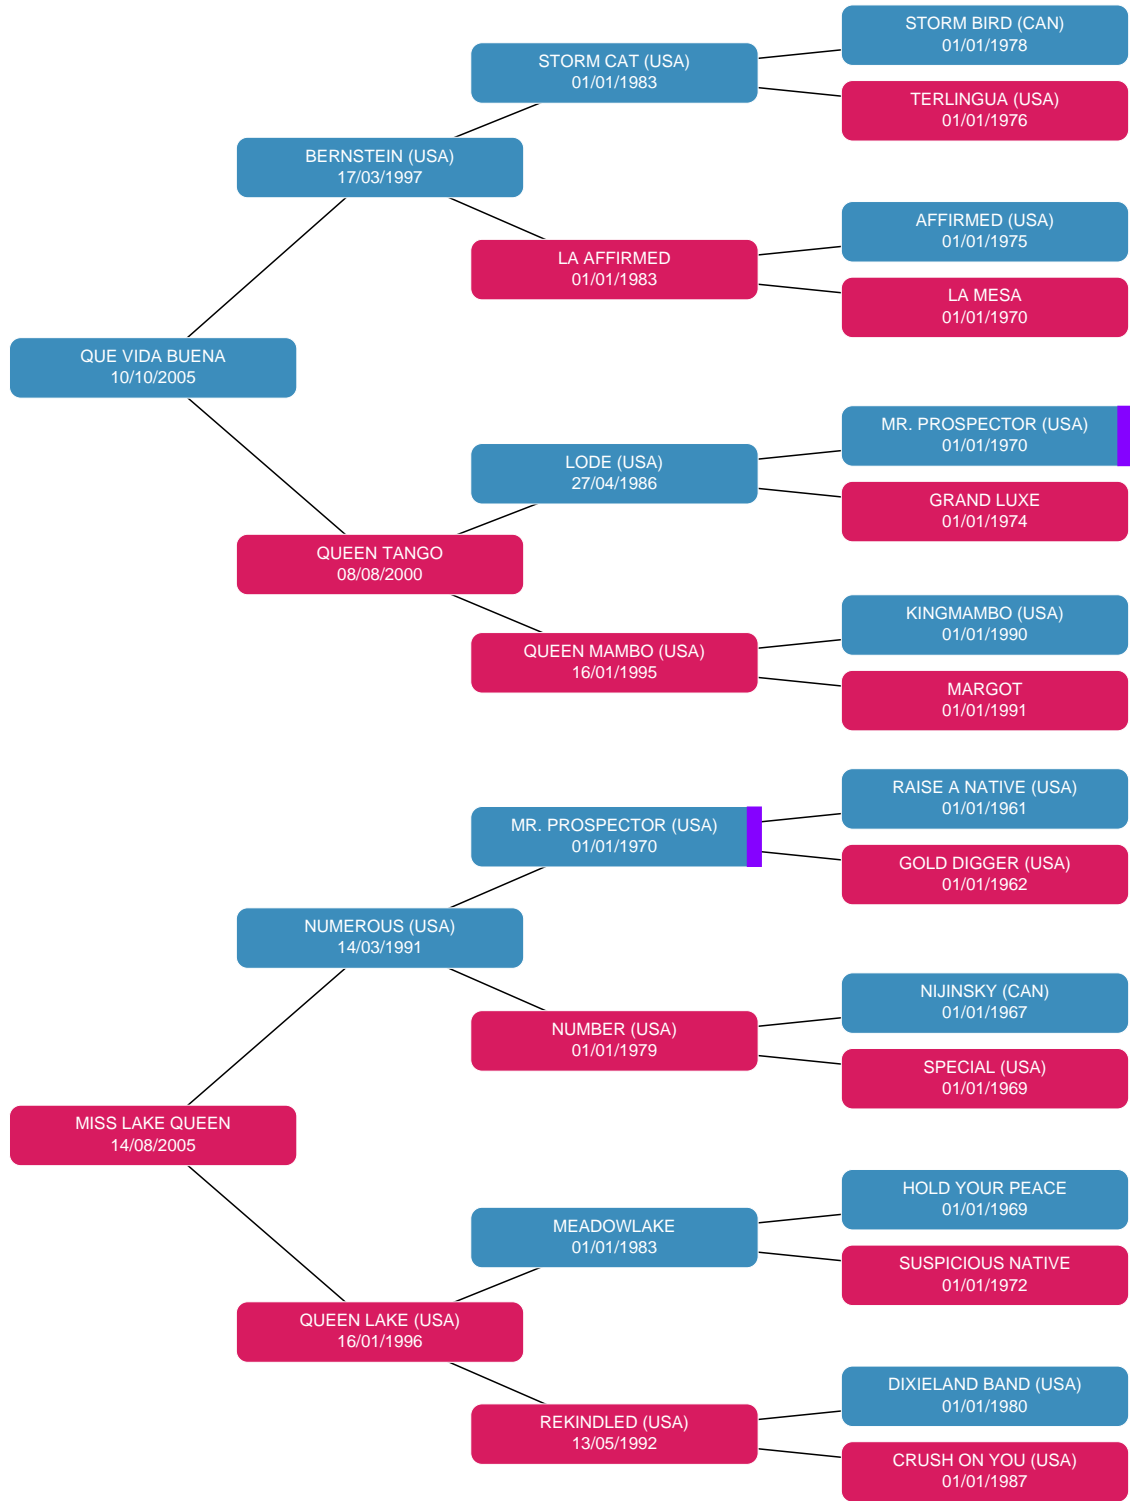 STORM BIRD (CAN)
01/01/1978
STORM CAT (USA)
01/01/1983
TERLINGUA (USA)
01/01/1976
BERNSTEIN (USA)
17/03/1997
AFFIRMED (USA)
01/01/1975
LA AFFIRMED
01/01/1983
LA MESA
01/01/1970
QUE VIDA BUENA
10/10/2005
MR. PROSPECTOR (USA)
01/01/1970
LODE (USA)
27/04/1986
GRAND LUXE
01/01/1974
QUEEN TANGO
08/08/2000
KINGMAMBO (USA)
01/01/1990
QUEEN MAMBO (USA)
16/01/1995
MARGOT
01/01/1991
RAISE A NATIVE (USA)
01/01/1961
MR. PROSPECTOR (USA)
01/01/1970
GOLD DIGGER (USA)
01/01/1962
NUMEROUS (USA)
14/03/1991
NIJINSKY (CAN)
01/01/1967
NUMBER (USA)
01/01/1979
SPECIAL (USA)
01/01/1969
MISS LAKE QUEEN
14/08/2005
HOLD YOUR PEACE
01/01/1969
MEADOWLAKE
01/01/1983
SUSPICIOUS NATIVE
01/01/1972
QUEEN LAKE (USA)
16/01/1996
DIXIELAND BAND (USA)
01/01/1980
REKINDLED (USA)
13/05/1992
CRUSH ON YOU (USA)
01/01/1987